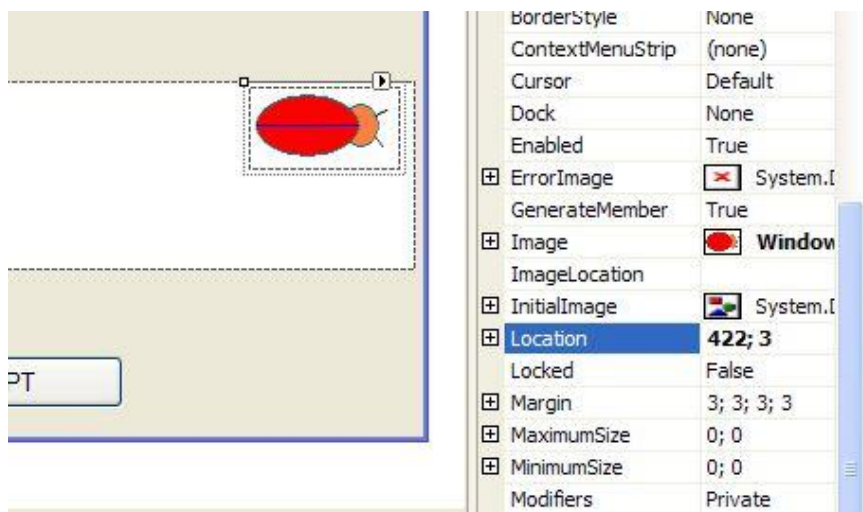 BorderStyle None
ContextMenuStrip (none)
Cursor Default
Dock None
Enabled True
ErrorImage System.
GenerateMember True
Image Window
ImageLocation
InitialImage System.
Location 422; 3
Locked False
Margin 3; 3; 3; 3
MaximumSize 0; 0
MinimumSize 0; 0
Modifiers Private
PT